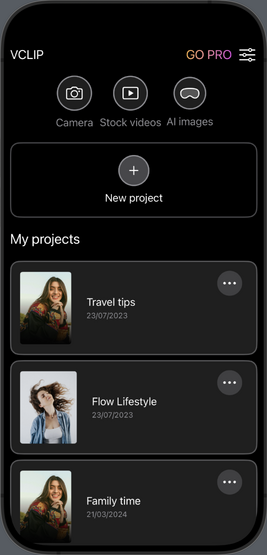 VCLIP
GO PRO
Camera
Stock videos
AI images
New project
My projects
Travel tips
23/07/2023
Flow Lifestyle
23/07/2023
Family time
21/03/2024